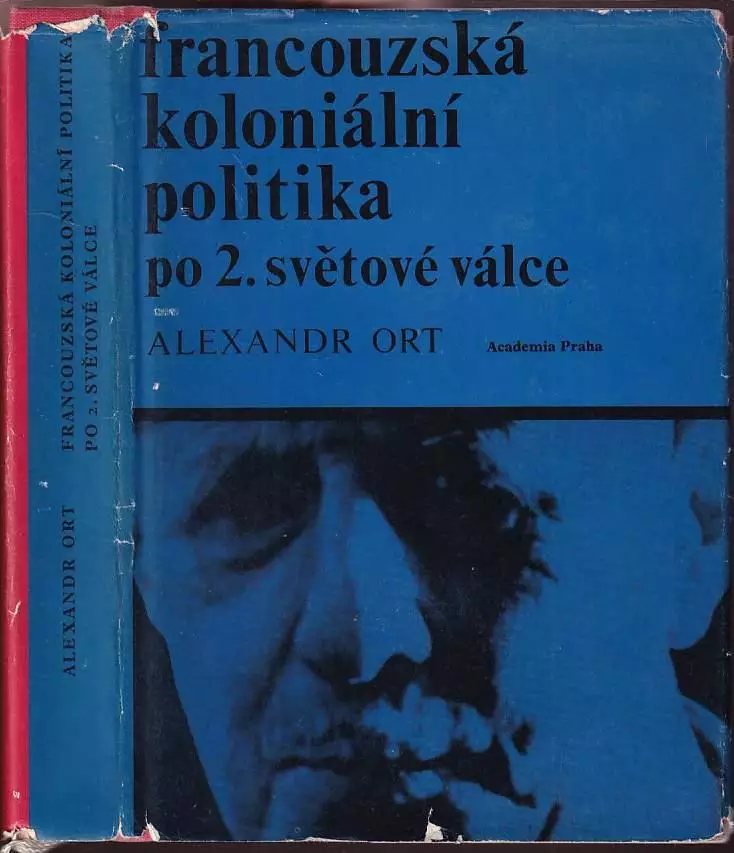 francouzská
koloniální
politika
po 2. světové válce
ALEXANDR ORT
Academia Praha
ALEXANDR ORT
FRANCOUZSKÁ KOLONIÁLNÍ POLITIKA
PO 2. SVĚTOVÉ VÁLCE